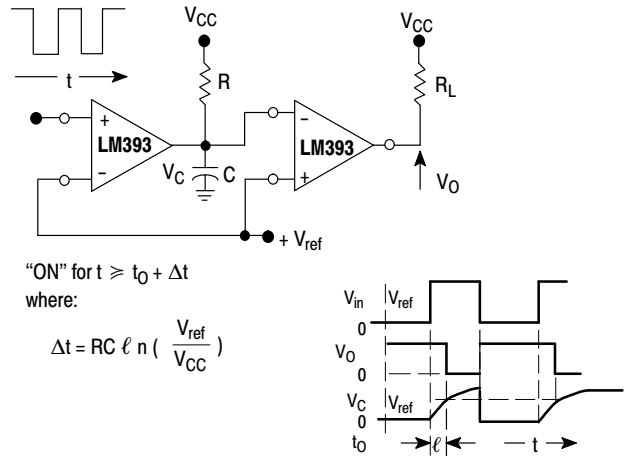 V_CC V_CC
t
R
R_L
+
LM393
–
–
LM393
+
V_C C
V_O
+ V_ref
“ON” for t ⩾ t_O + Δt
where:
Δt = RC ℓ n ( V_ref / V_CC )
V_in V_ref
0
V_O
0
V_C V_ref
0
t_O ℓ t